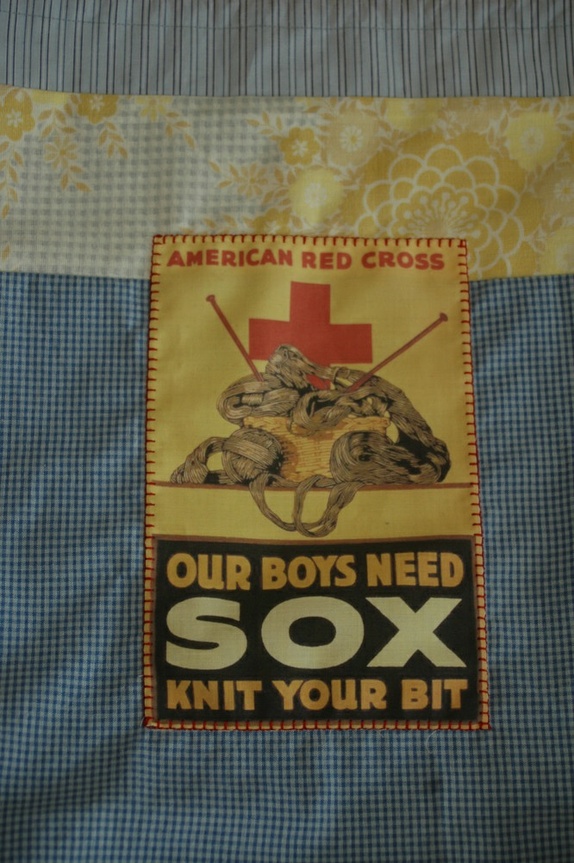 AMERICAN RED CROSS
OUR BOYS NEED
SOX
KNIT YOUR BIT